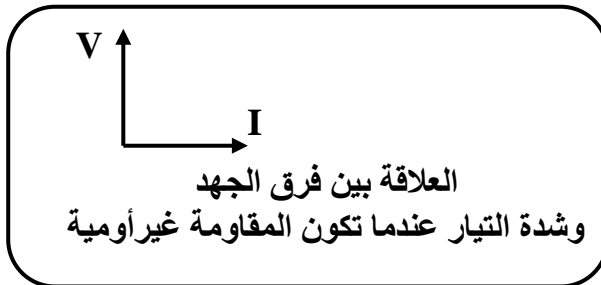 V
I
العلاقة بين فرق الجهد
وشدة التيار عندما تكون المقاومة غيرأومية